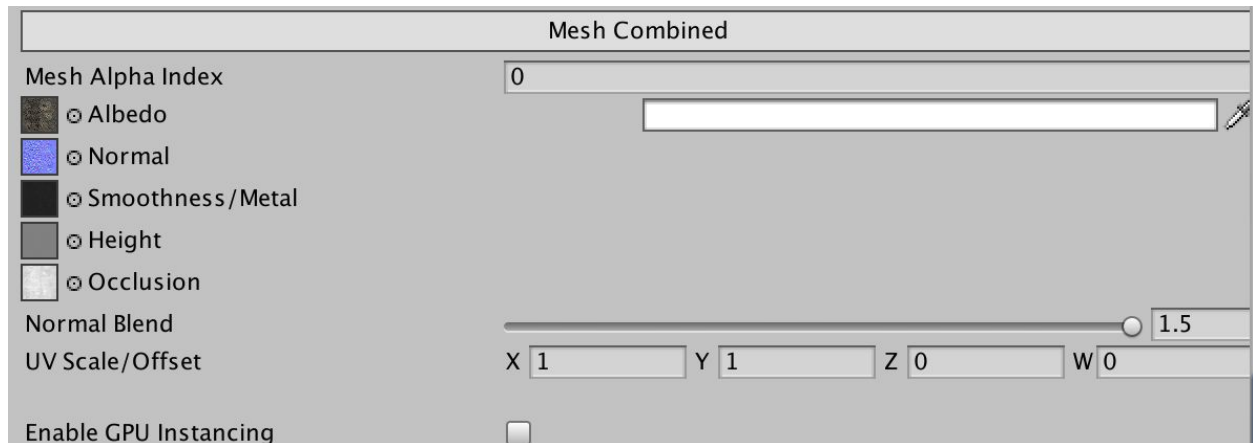 Mesh Combined
Mesh Alpha Index 0
Albedo
Normal
Smoothness/Metal
Height
Occlusion
Normal Blend 1.5
UV Scale/Offset X 1 Y 1 Z 0 W 0
Enable GPU Instancing